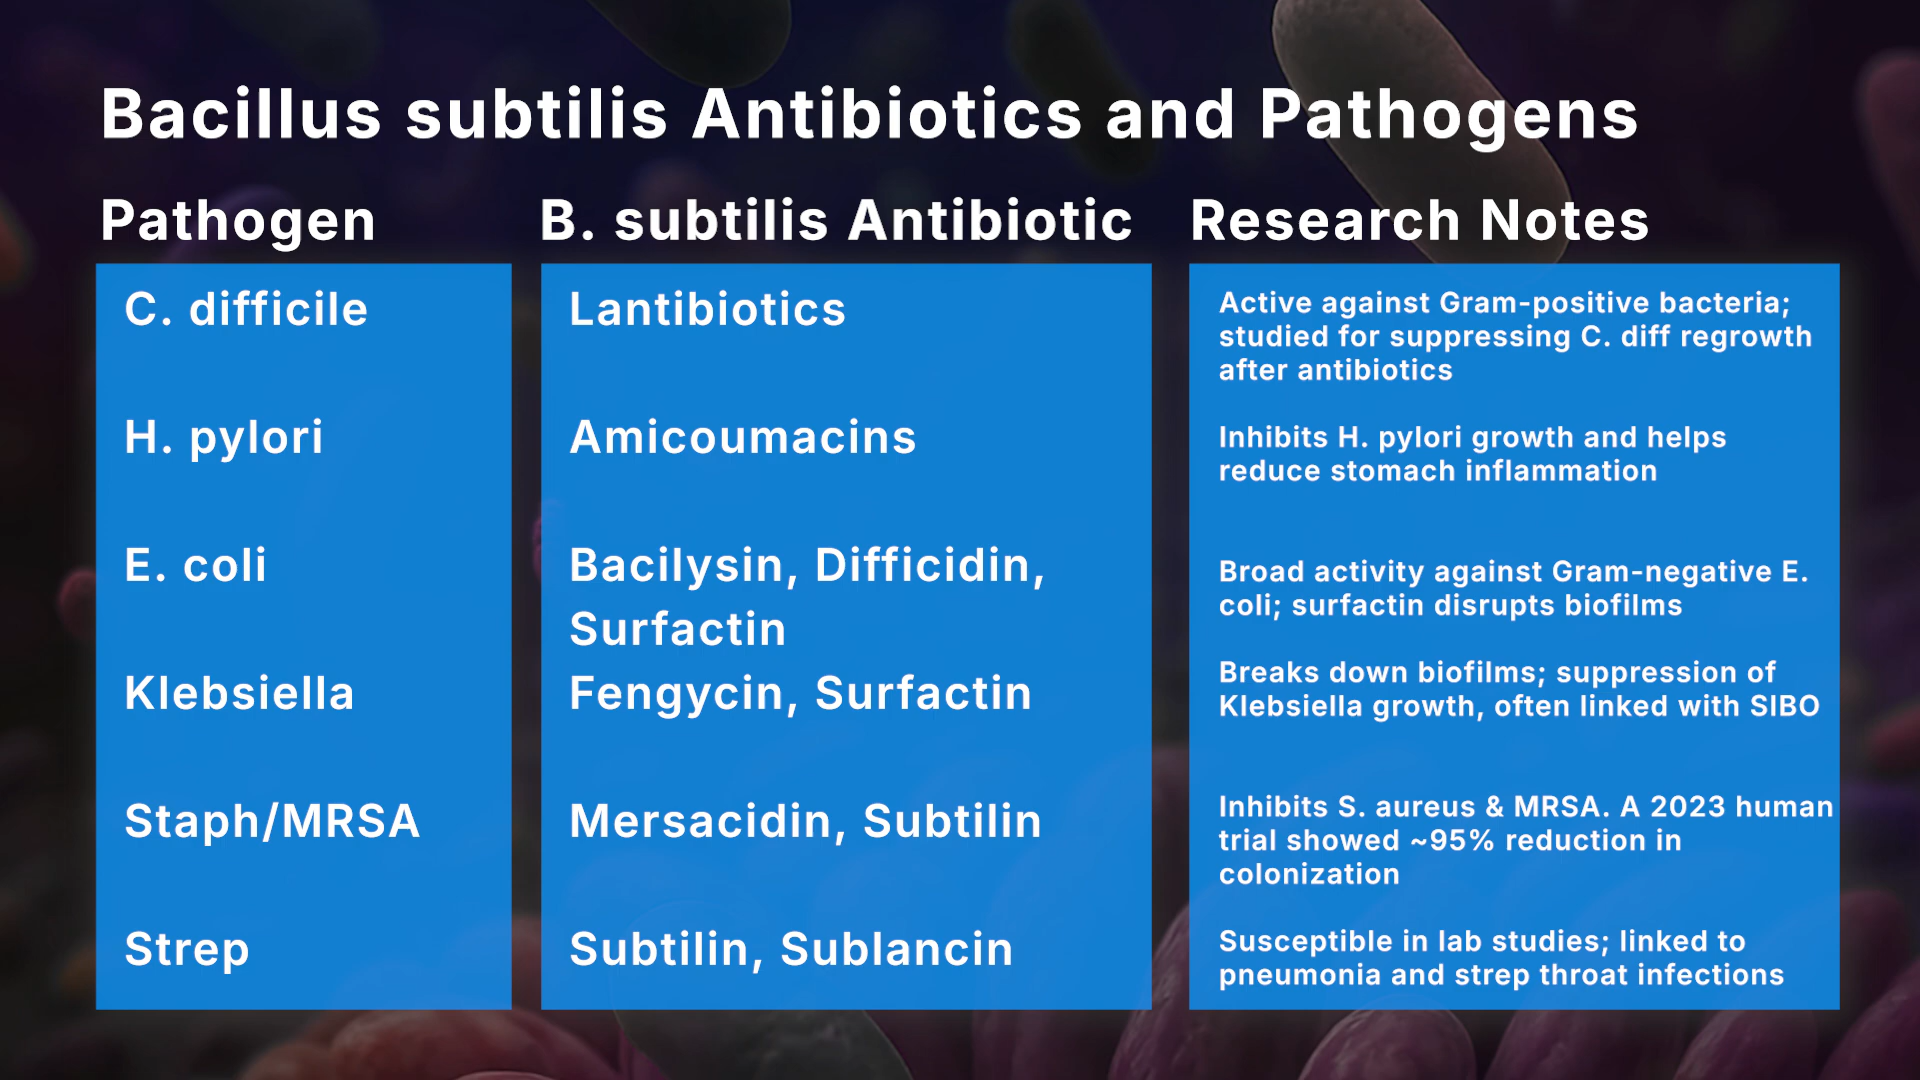 Bacillus subtilis Antibiotics and Pathogens
Pathogen
B. subtilis Antibiotic
Research Notes
C. difficile
Lantibiotics
Active against Gram-positive bacteria;
studied for suppressing C. diff regrowth
after antibiotics
H. pylori
Amicoumacins
Inhibits H. pylori growth and helps
reduce stomach inflammation
E. coli
Bacilysin, Difficidin,
Surfactin
Broad activity against Gram-negative E.
coli; surfactin disrupts biofilms
Klebsiella
Fengycin, Surfactin
Breaks down biofilms; suppression of
Klebsiella growth, often linked with SIBO
Staph/MRSA
Mersacidin, Subtilin
Inhibits S. aureus & MRSA. A 2023 human
trial showed ~95% reduction in
colonization
Strep
Subtilin, Sublancin
Susceptible in lab studies; linked to
pneumonia and strep throat infections